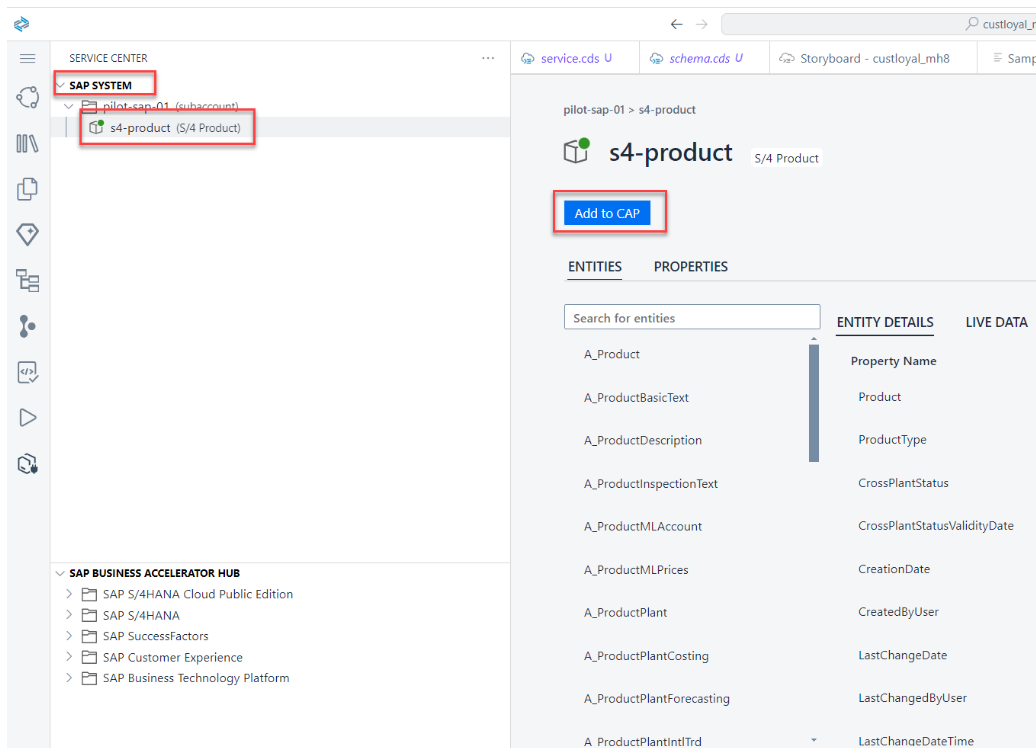 custloyal_m
SERVICE CENTER
...
SAP SYSTEM
pilot-sap-01 (subaccount)
s4-product (S/4 Product)
SAP BUSINESS ACCELERATOR HUB
SAP S/4HANA Cloud Public Edition
SAP S/4HANA
SAP SuccessFactors
SAP Customer Experience
SAP Business Technology Platform
service.cds U
schema.cds U
Storyboard - custloyal_mh8
Samp
pilot-sap-01 > s4-product
s4-product S/4 Product
Add to CAP
ENTITIES PROPERTIES
Search for entities
A_Product
A_ProductBasicText
A_ProductDescription
A_ProductInspectionText
A_ProductMLAccount
A_ProductMLPrices
A_ProductPlant
A_ProductPlantCosting
A_ProductPlantForecasting
A_ProductPlantIntlTrd
ENTITY DETAILS LIVE DATA
Property Name
Product
ProductType
CrossPlantStatus
CrossPlantStatusValidityDate
CreationDate
CreatedByUser
LastChangeDate
LastChangedByUser
LastChangeDateTime